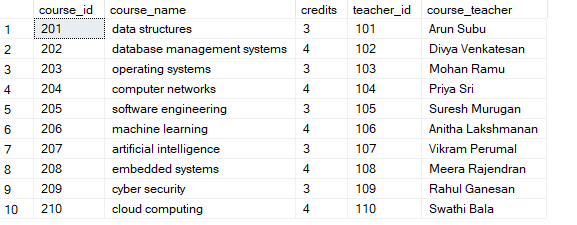 course_id course_name credits teacher_id course_teacher
1 201 data structures 3 101 Arun Subu
2 202 database management systems 4 102 Divya Venkatesan
3 203 operating systems 3 103 Mohan Ramu
4 204 computer networks 4 104 Priya Sri
5 205 software engineering 3 105 Suresh Murugan
6 206 machine learning 4 106 Anitha Lakshmanan
7 207 artificial intelligence 3 107 Vikram Perumal
8 208 embedded systems 4 108 Meera Rajendran
9 209 cyber security 3 109 Rahul Ganesan
10 210 cloud computing 4 110 Swathi Bala